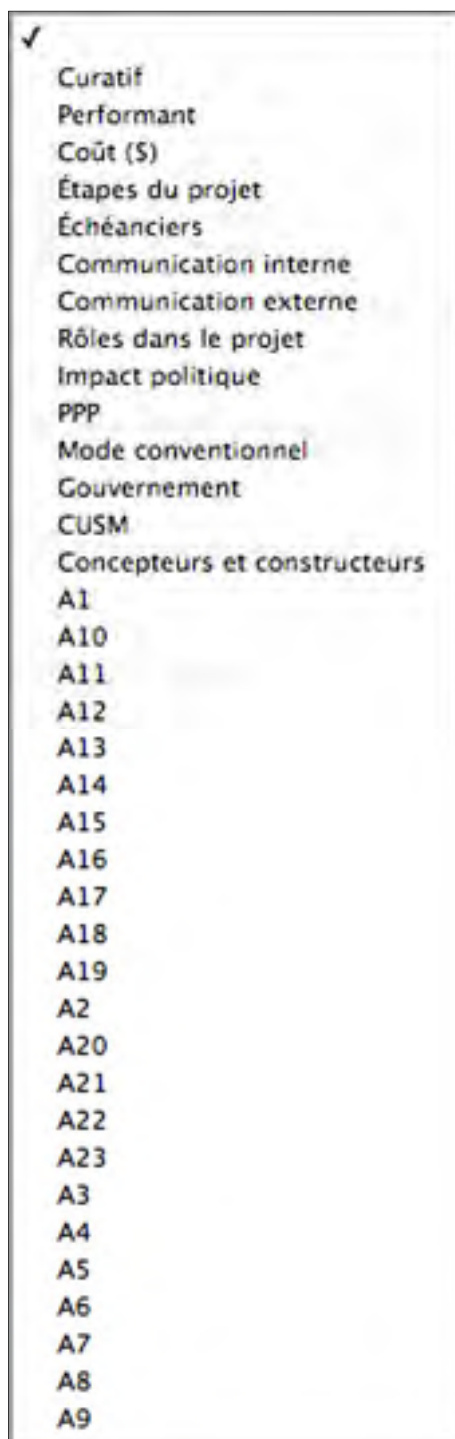 ✓
Curatif
Performant
Coût ($)
Étapes du projet
Échéanciers
Communication interne
Communication externe
Rôles dans le projet
Impact politique
PPP
Mode conventionnel
Gouvernement
CUSM
Concepteurs et constructeurs
A1
A10
A11
A12
A13
A14
A15
A16
A17
A18
A19
A2
A20
A21
A22
A23
A3
A4
A5
A6
A7
A8
A9